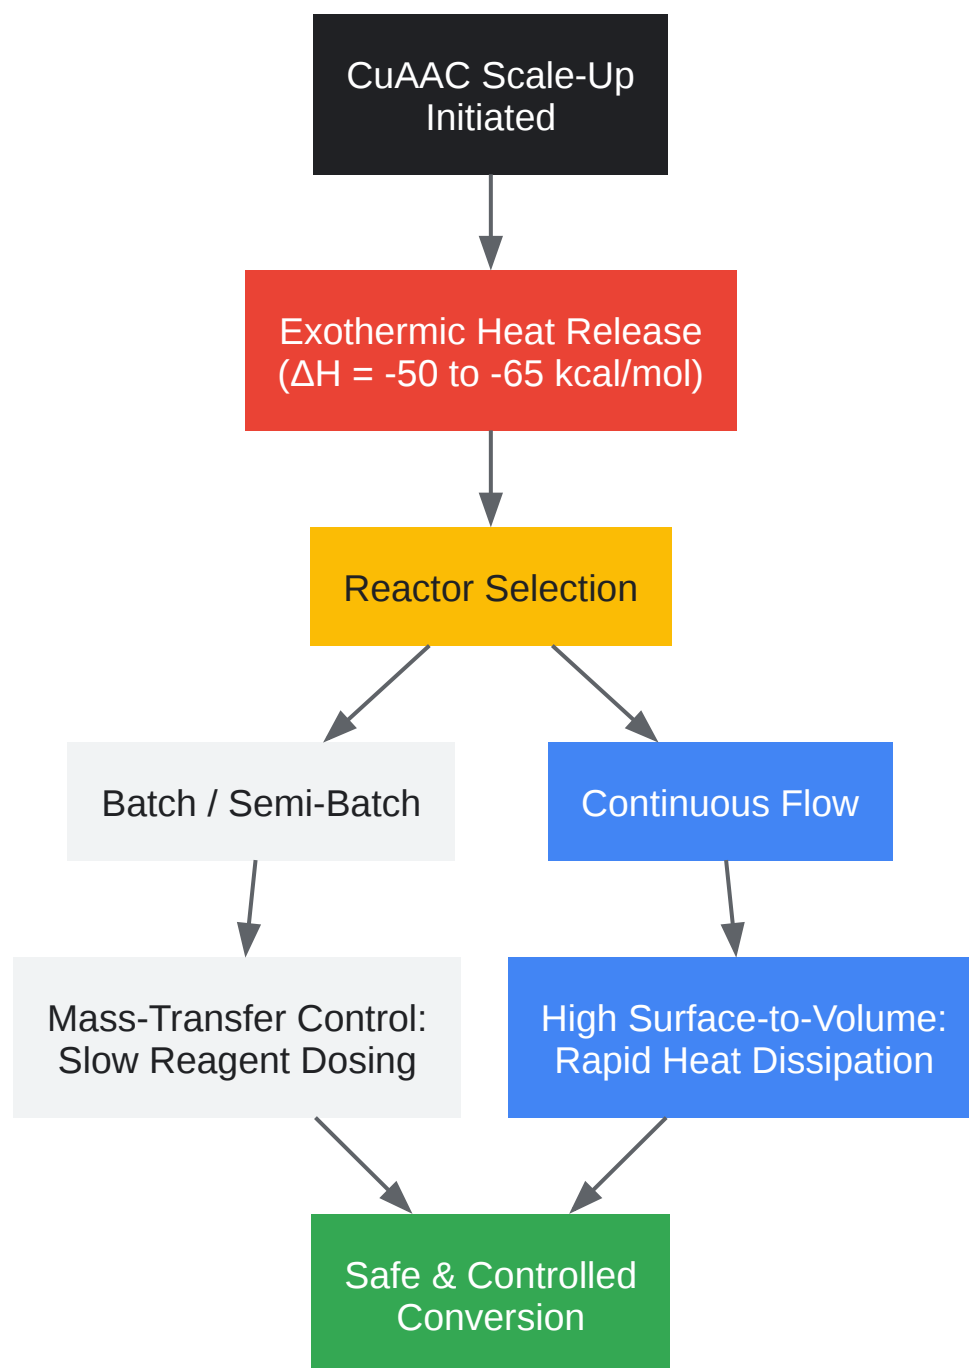 CuAAC Scale-Up
Initiated
Exothermic Heat Release
(ΔH = -50 to -65 kcal/mol)
Reactor Selection
Batch / Semi-Batch
Continuous Flow
Mass-Transfer Control:
Slow Reagent Dosing
High Surface-to-Volume:
Rapid Heat Dissipation
Safe & Controlled
Conversion